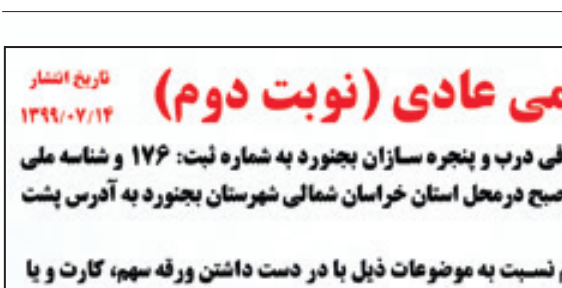 تاریخ انتشار
۱۳۹۹/۰۷/۱۴
عادی (نوبت دوم)
درب و پنجره سازان بجنورد به شماره ثبت: ۱۷۶ و شناسه ملی
صبح درمحل استان خراسان شمالی شهرستان بجنورد به آدرس پشت
نسبت به موضوعات ذیل با در دست داشتن ورقه سهم، کارت و یا